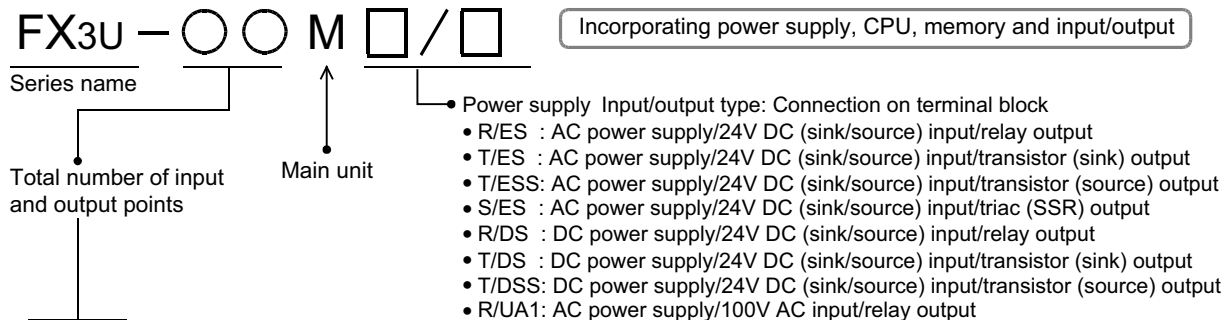 FX3U – ○○ M □/□
Incorporating power supply, CPU, memory and input/output
Series name
Total number of input
and output points
Main unit
Power supply Input/output type: Connection on terminal block
• R/ES : AC power supply/24V DC (sink/source) input/relay output
• T/ES : AC power supply/24V DC (sink/source) input/transistor (sink) output
• T/ESS: AC power supply/24V DC (sink/source) input/transistor (source) output
• S/ES : AC power supply/24V DC (sink/source) input/triac (SSR) output
• R/DS : DC power supply/24V DC (sink/source) input/relay output
• T/DS : DC power supply/24V DC (sink/source) input/transistor (sink) output
• T/DSS: DC power supply/24V DC (sink/source) input/transistor (source) output
• R/UA1: AC power supply/100V AC input/relay output